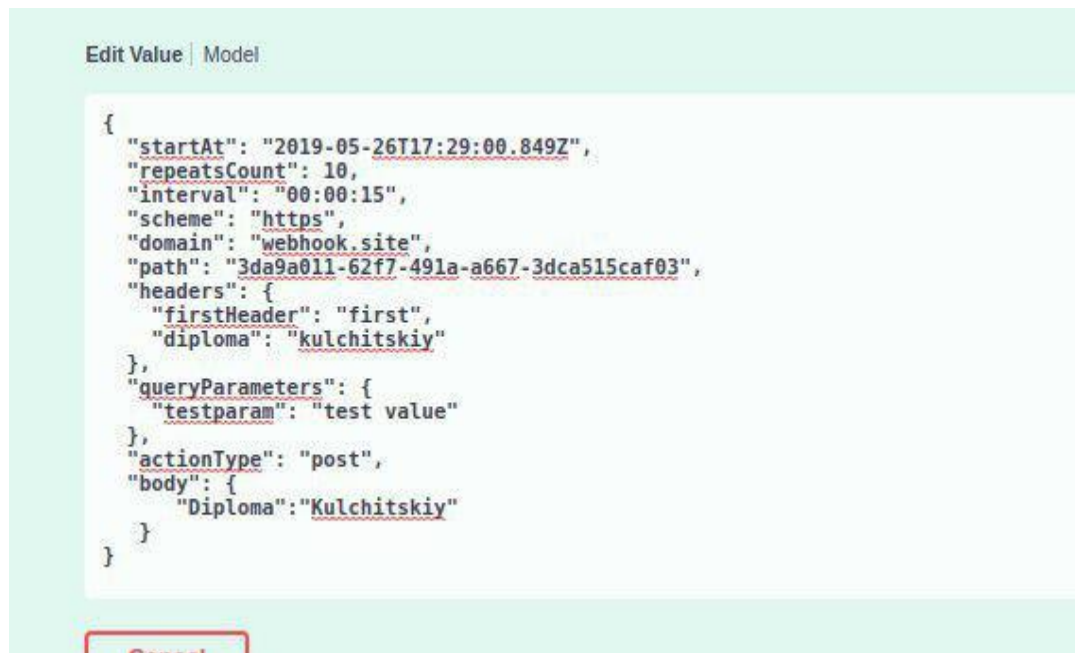 Edit Value | Model
{
"startAt": "2019-05-26T17:29:00.849Z",
"repeatsCount": 10,
"interval": "00:00:15",
"scheme": "https",
"domain": "webhook.site",
"path": "3da9a011-62f7-491a-a667-3dca515caf03",
"headers": {
"firstHeader": "first",
"diploma": "kulchitskiy"
},
"queryParameters": {
"testparam": "test value"
},
"actionType": "post",
"body": {
"Diploma":"Kulchitskiy"
}
}
Cancel